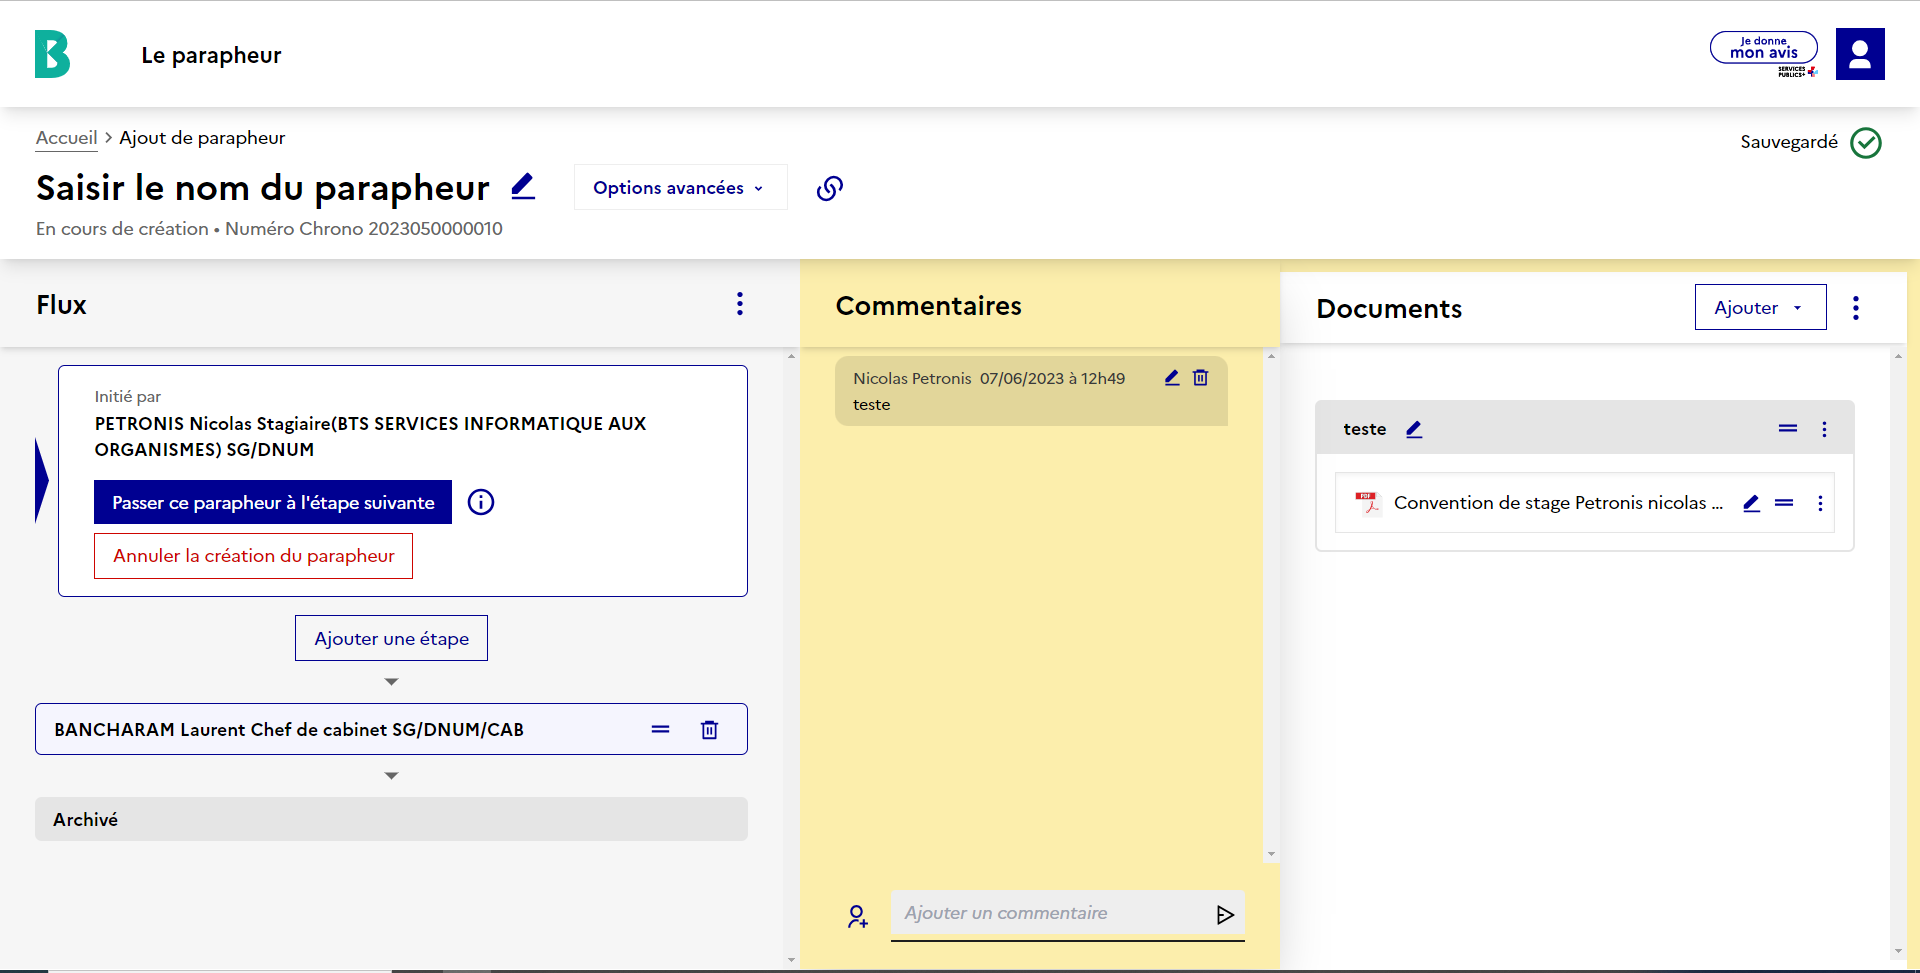 Le parapheur
Je donne
mon avis
SERVICES
PUBLICS+
Accueil > Ajout de parapheur
Sauvegardé
Saisir le nom du parapheur
Options avancées
En cours de création • Numéro Chrono 2023050000010
Flux
Initié par
PETRONIS Nicolas Stagiaire(BTS SERVICES INFORMATIQUE AUX
ORGANISMES) SG/DNUM
Passer ce parapheur à l'étape suivante
Annuler la création du parapheur
Ajouter une étape
BANCHARAM Laurent Chef de cabinet SG/DNUM/CAB
Archivé
Commentaires
Nicolas Petronis 07/06/2023 à 12h49
teste
Ajouter un commentaire
Documents
Ajouter
teste
PDF
Convention de stage Petronis nicolas ...